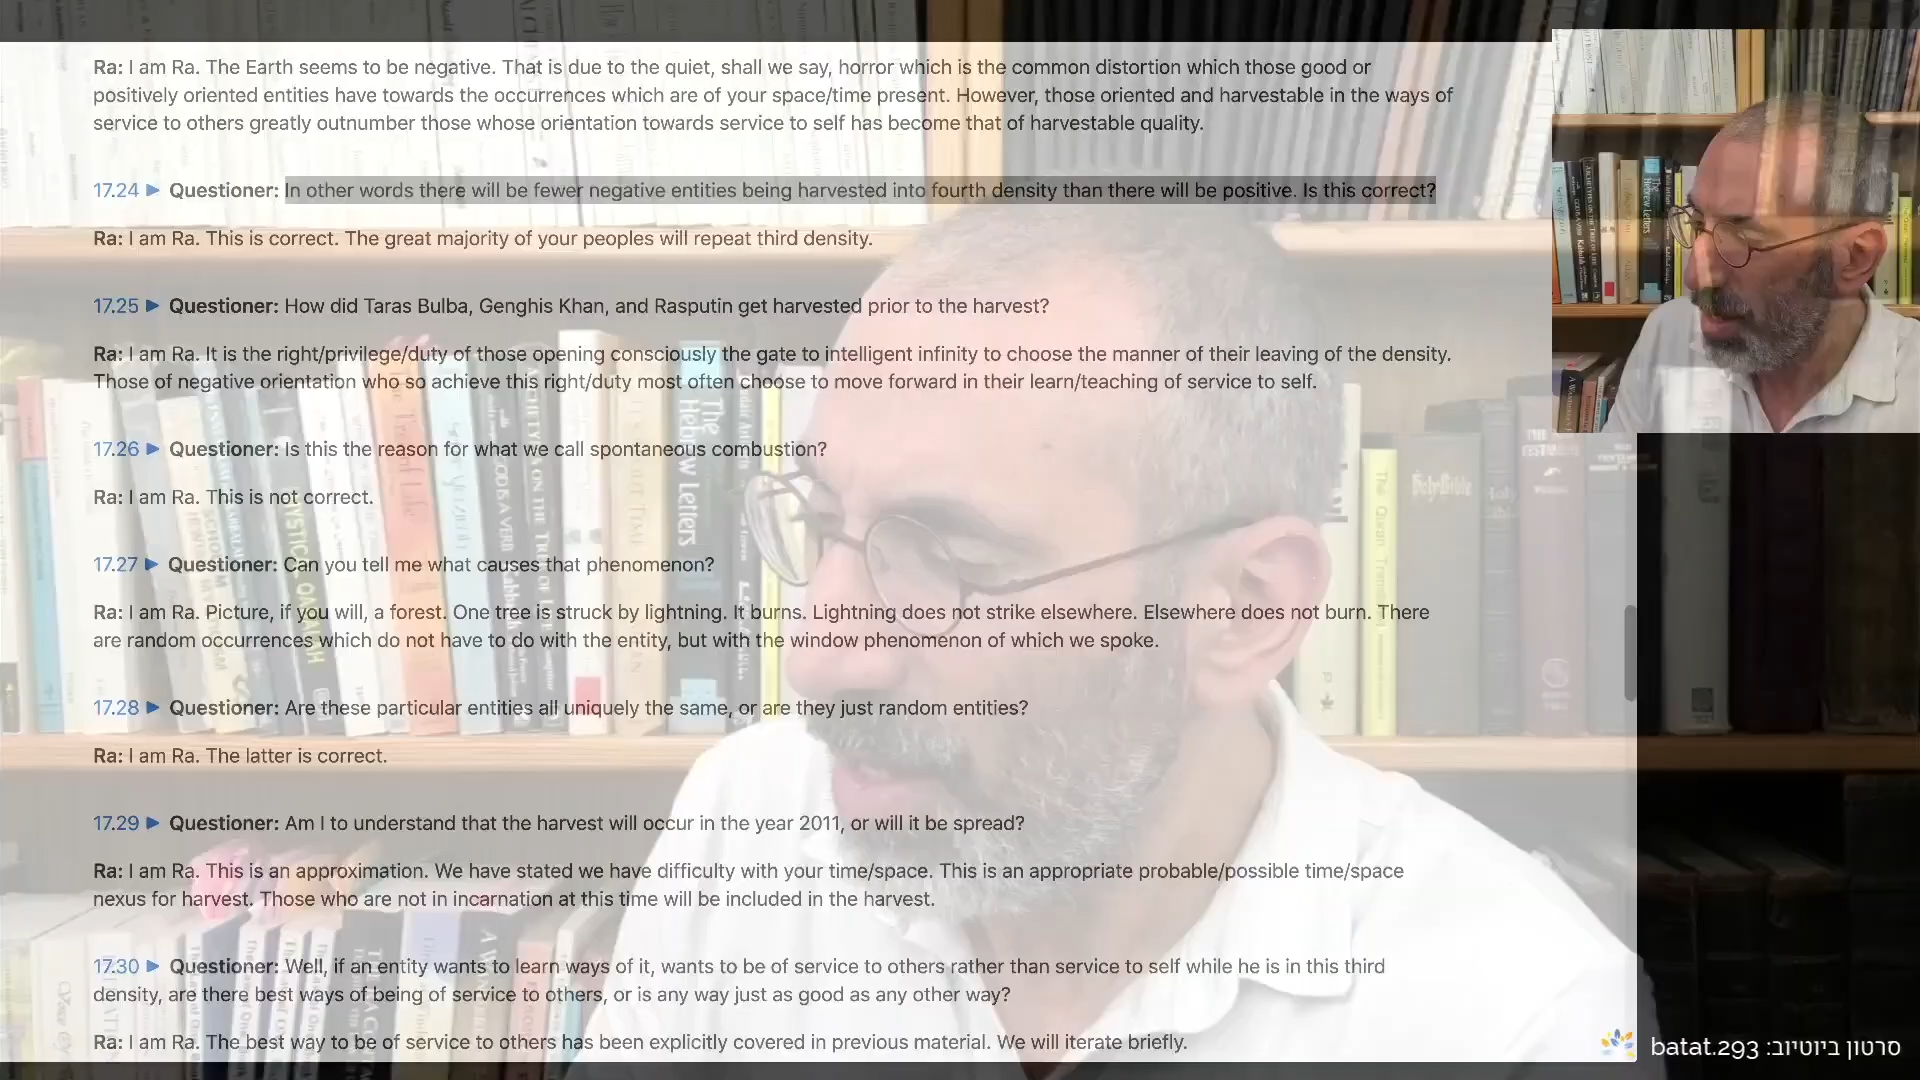 Ra: I am Ra. The Earth seems to be negative. That is due to the quiet, shall we say, horror which is the common distortion which those good or
positively oriented entities have towards the occurrences which are of your space/time present. However, those oriented and harvestable in the ways of
service to others greatly outnumber those whose orientation towards service to self has become that of harvestable quality.
17.24 ► Questioner: In other words there will be fewer negative entities being harvested into fourth density than there will be positive. Is this correct?
Ra: I am Ra. This is correct. The great majority of your peoples will repeat third density.
17.25 ► Questioner: How did Taras Bulba, Genghis Khan, and Rasputin get harvested prior to the harvest?
Ra: I am Ra. It is the right/privilege/duty of those opening consciously the gate to intelligent infinity to choose the manner of their leaving of the density.
Those of negative orientation who so achieve this right/duty most often choose to move forward in their learn/teaching of service to self.
17.26 ► Questioner: Is this the reason for what we call spontaneous combustion?
Ra: I am Ra. This is not correct.
17.27 ► Questioner: Can you tell me what causes that phenomenon?
Ra: I am Ra. Picture, if you will, a forest. One tree is struck by lightning. It burns. Lightning does not strike elsewhere. Elsewhere does not burn. There
are random occurrences which do not have to do with the entity, but with the window phenomenon of which we spoke.
17.28 ► Questioner: Are these particular entities all uniquely the same, or are they just random entities?
Ra: I am Ra. The latter is correct.
17.29 ► Questioner: Am I to understand that the harvest will occur in the year 2011, or will it be spread?
Ra: I am Ra. This is an approximation. We have stated we have difficulty with your time/space. This is an appropriate probable/possible time/space
nexus for harvest. Those who are not in incarnation at this time will be included in the harvest.
17.30 ► Questioner: Well, if an entity wants to learn ways of it, wants to be of service to others rather than service to self while he is in this third
density, are there best ways of being of service to others, or is any way just as good as any other way?
Ra: I am Ra. The best way to be of service to others has been explicitly covered in previous material. We will iterate briefly.
The Hebrew Letters
Holy Bible
סרטון ביוטיוב: batat.293